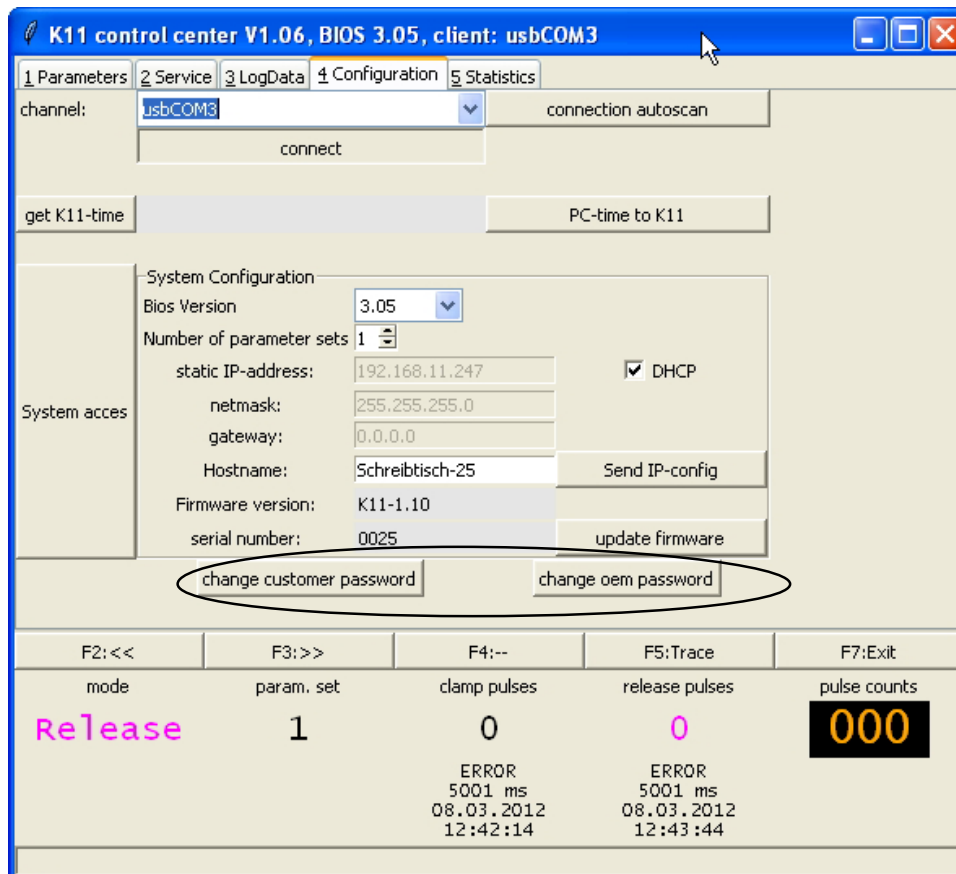 K11 control center V1.06, BIOS 3.05, client: usbCOM3
1 Parameters 2 Service 3 LogData 4 Configuration 5 Statistics
channel: usbCOM3 connection autoscan
connect
get K11-time PC-time to K11
System Configuration
Bios Version 3.05
Number of parameter sets 1
static IP-address: 192.168.11.247 DHCP
System acces
netmask: 255.255.255.0
gateway: 0.0.0.0
Hostname: Schreibtisch-25 Send IP-config
Firmware version: K11-1.10
serial number: 0025 update firmware
change customer password change oem password
F2:<< F3:>> F4:-- F5:Trace F7:Exit
mode param. set clamp pulses release pulses pulse counts
Release 1 0 0 000
ERROR ERROR
5001 ms 5001 ms
08.03.2012 08.03.2012
12:42:14 12:43:44